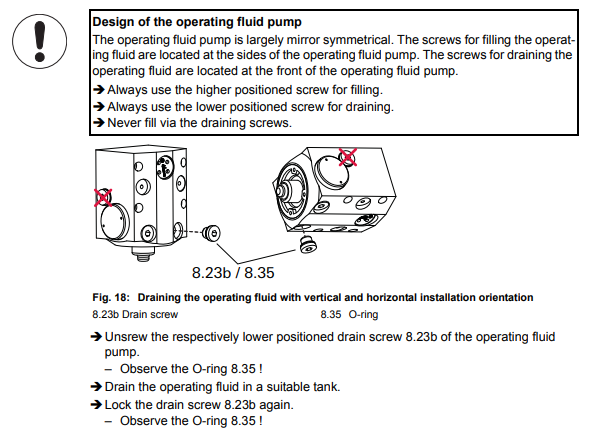 Design of the operating fluid pump
The operating fluid pump is largely mirror symmetrical. The screws for filling the operat-
ing fluid are located at the sides of the operating fluid pump. The screws for draining the
operating fluid are located at the front of the operating fluid pump.
➔ Always use the higher positioned screw for filling.
➔ Always use the lower positioned screw for draining.
➔ Never fill via the draining screws.
8.23b / 8.35
Fig. 18: Draining the operating fluid with vertical and horizontal installation orientation
8.23b Drain screw 8.35 O-ring
➔ Unsrew the respectively lower positioned drain screw 8.23b of the operating fluid
pump.
– Observe the O-ring 8.35 !
➔ Drain the operating fluid in a suitable tank.
➔ Lock the drain screw 8.23b again.
– Observe the O-ring 8.35 !